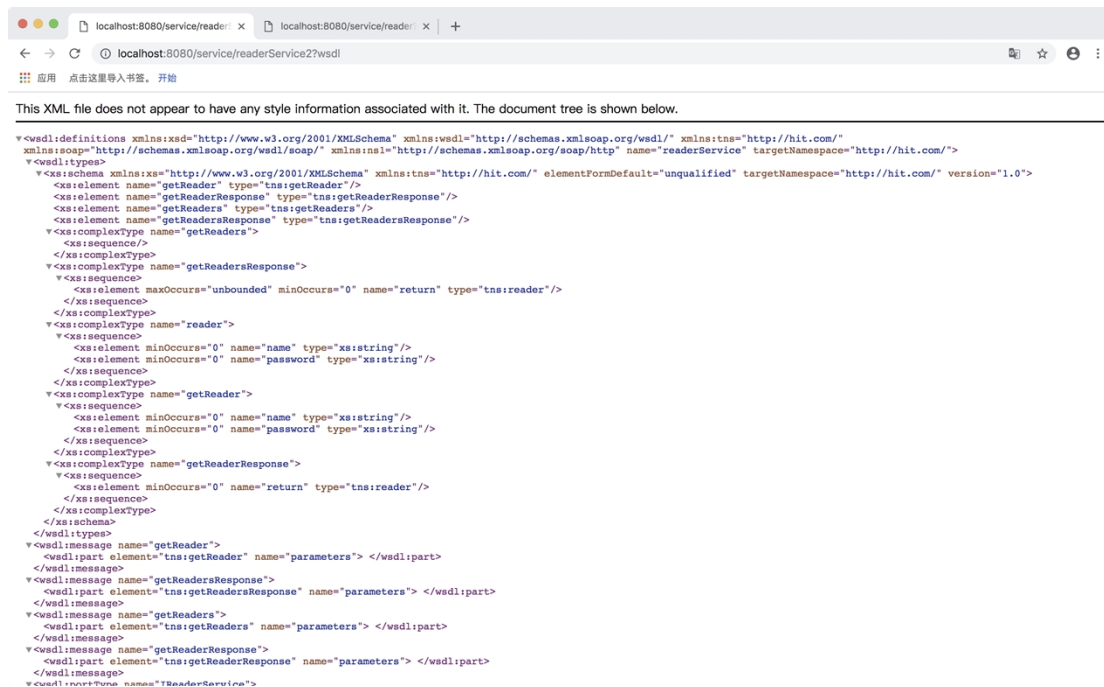 localhost:8080/service/reader
localhost:8080/service/reader
localhost:8080/service/readerService2?wsdl
应用 点击这里导入书签。 开始
This XML file does not appear to have any style information associated with it. The document tree is shown below.
▼<wsdl:definitions xmlns:xsd="http://www.w3.org/2001/XMLSchema" xmlns:wsdl="http://schemas.xmlsoap.org/wsdl/" xmlns:tns="http://hit.com/"
xmlns:soap="http://schemas.xmlsoap.org/wsdl/soap/" xmlns:ns1="http://schemas.xmlsoap.org/soap/http" name="readerService" targetNamespace="http://hit.com/">
▼<wsdl:types>
▼<xs:schema xmlns:xs="http://www.w3.org/2001/XMLSchema" xmlns:tns="http://hit.com/" elementFormDefault="unqualified" targetNamespace="http://hit.com/" version="1.0">
<xs:element name="getReader" type="tns:getReader"/>
<xs:element name="getReaderResponse" type="tns:getReaderResponse"/>
<xs:element name="getReaders" type="tns:getReaders"/>
<xs:element name="getReadersResponse" type="tns:getReadersResponse"/>
▼<xs:complexType name="getReaders">
<xs:sequence/>
</xs:complexType>
▼<xs:complexType name="getReadersResponse">
▼<xs:sequence>
<xs:element maxOccurs="unbounded" minOccurs="0" name="return" type="tns:reader"/>
</xs:sequence>
</xs:complexType>
▼<xs:complexType name="reader">
▼<xs:sequence>
<xs:element minOccurs="0" name="name" type="xs:string"/>
<xs:element minOccurs="0" name="password" type="xs:string"/>
</xs:sequence>
</xs:complexType>
▼<xs:complexType name="getReader">
▼<xs:sequence>
<xs:element minOccurs="0" name="name" type="xs:string"/>
<xs:element minOccurs="0" name="password" type="xs:string"/>
</xs:sequence>
</xs:complexType>
▼<xs:complexType name="getReaderResponse">
▼<xs:sequence>
<xs:element minOccurs="0" name="return" type="tns:reader"/>
</xs:sequence>
</xs:complexType>
</xs:schema>
</wsdl:types>
▼<wsdl:message name="getReader">
<wsdl:part element="tns:getReader" name="parameters"> </wsdl:part>
</wsdl:message>
▼<wsdl:message name="getReadersResponse">
<wsdl:part element="tns:getReadersResponse" name="parameters"> </wsdl:part>
</wsdl:message>
▼<wsdl:message name="getReaders">
<wsdl:part element="tns:getReaders" name="parameters"> </wsdl:part>
</wsdl:message>
▼<wsdl:message name="getReaderResponse">
<wsdl:part element="tns:getReaderResponse" name="parameters"> </wsdl:part>
</wsdl:message>
▼<wsdl:portType name="IReaderService">